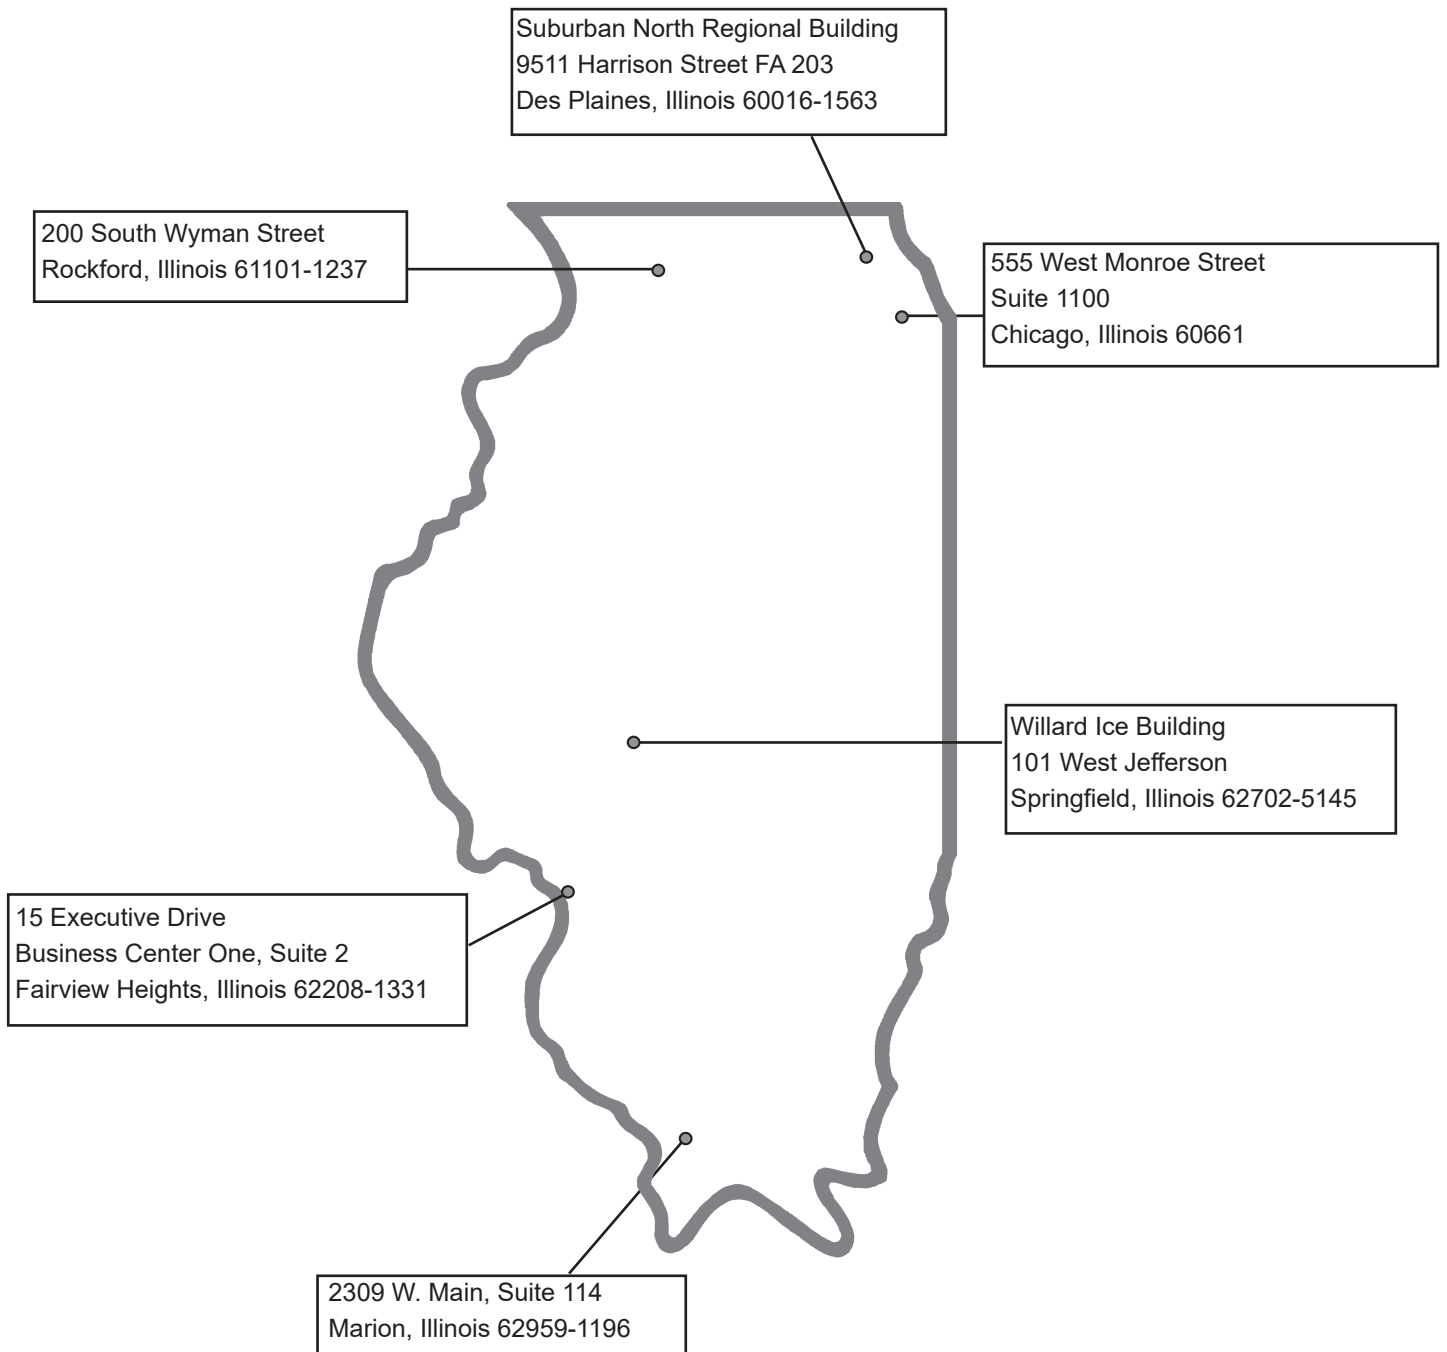 Suburban North Regional Building
9511 Harrison Street FA 203
Des Plaines, Illinois 60016-1563
200 South Wyman Street
Rockford, Illinois 61101-1237
555 West Monroe Street
Suite 1100
Chicago, Illinois 60661
Willard Ice Building
101 West Jefferson
Springfield, Illinois 62702-5145
15 Executive Drive
Business Center One, Suite 2
Fairview Heights, Illinois 62208-1331
2309 W. Main, Suite 114
Marion, Illinois 62959-1196